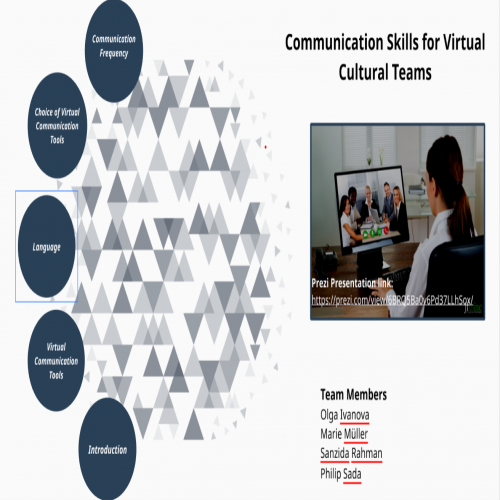 Communication
Frequency
Choice of Virtual
Communication
Tools
Language
Virtual
Communication
Tools
Introduction
Communication Skills for Virtual
Cultural Teams
Prezi Presentation link:
Team Members
Olga Ivanova
Marie Müller
Sanzida Rahman
Philip Sada